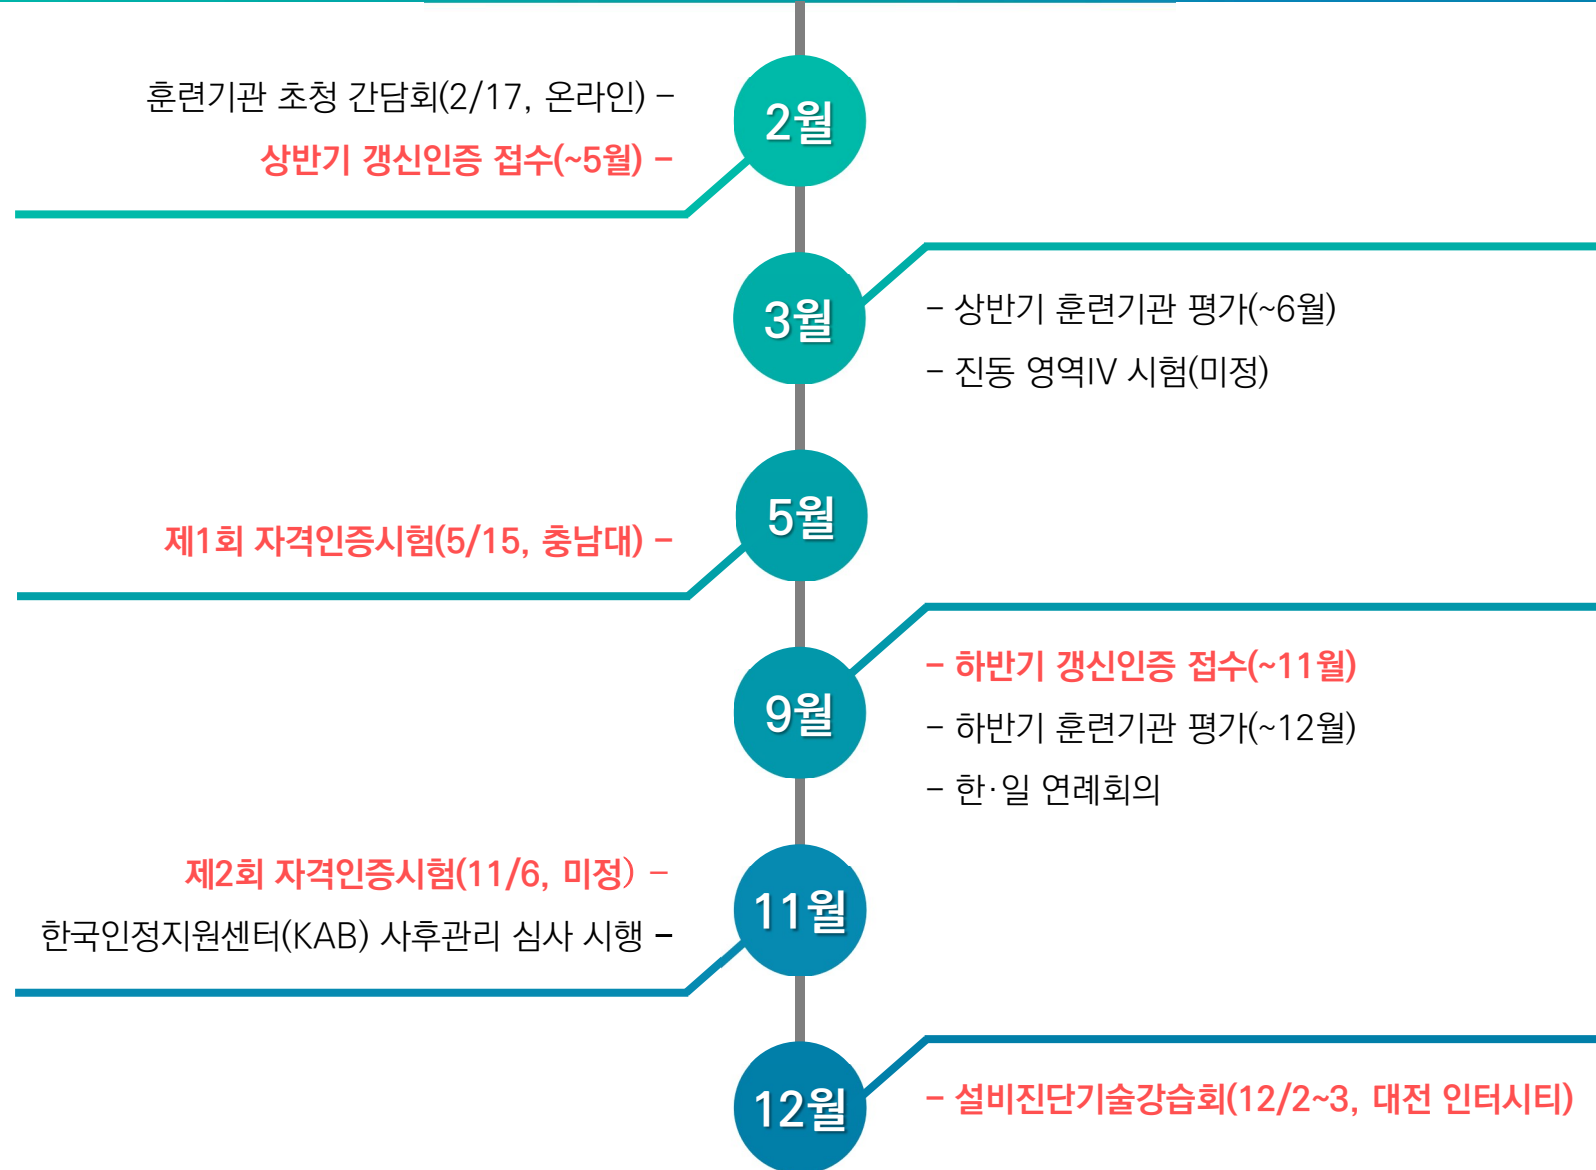 2월
훈련기관 초청 간담회(2/17, 온라인) –
상반기 갱신인증 접수(~5월) –
3월
– 상반기 훈련기관 평가(~6월)
– 진동 영역IV 시험(미정)
5월
제1회 자격인증시험(5/15, 충남대) –
9월
– 하반기 갱신인증 접수(~11월)
– 하반기 훈련기관 평가(~12월)
– 한·일 연례회의
11월
제2회 자격인증시험(11/6, 미정) –
한국인정지원센터(KAB) 사후관리 심사 시행 –
12월
– 설비진단기술강습회(12/2~3, 대전 인터시티)